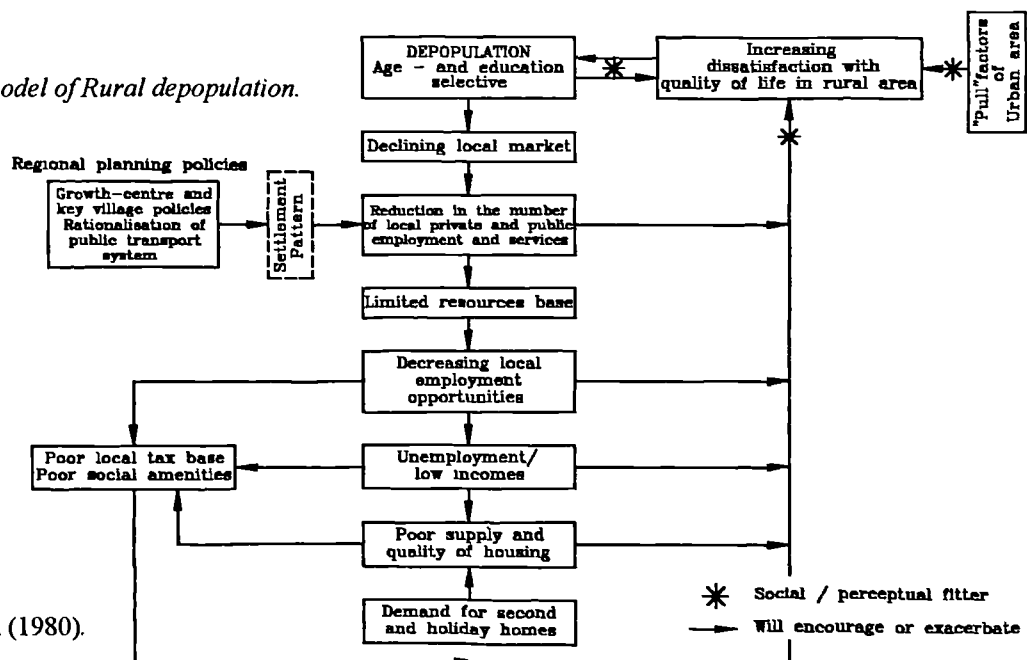 DEPOPULATION
Age - and education
selective
Increasing
dissatisfaction with
quality of life in rural area
"Pull" factors
of
Urban area
odel of Rural depopulation.
Declining local market
Regional planning policies
Growth-centre and
key village policies
Rationalisation of
public transport
system
Settlement
Pattern
Reduction in the number
of local private and public
employment and services
Limited resources base
Decreasing local
employment
opportunities
Poor local tax base
Poor social amenities
Unemployment/
low incomes
Poor supply and
quality of housing
Demand for second
and holiday homes
Social / perceptual fitter
Will encourage or exacerbate
(1980).